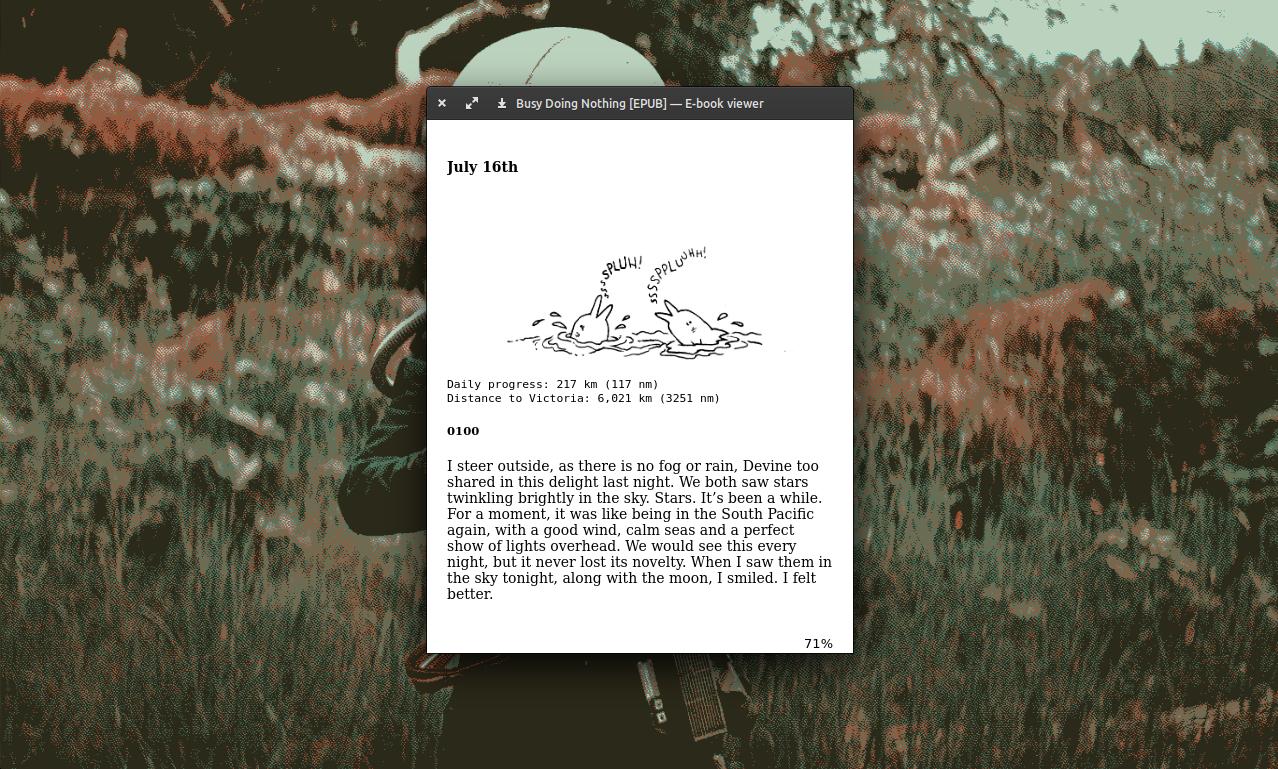 Busy Doing Nothing [EPUB] — E-book viewer
July 16th
sssSPLUH!
sssSPPLUUHH!
Daily progress: 217 km (117 nm)
Distance to Victoria: 6,021 km (3251 nm)
0100
I steer outside, as there is no fog or rain, Devine too
shared in this delight last night. We both saw stars
twinkling brightly in the sky. Stars. It’s been a while.
For a moment, it was like being in the South Pacific
again, with a good wind, calm seas and a perfect
show of lights overhead. We would see this every
night, but it never lost its novelty. When I saw them in
the sky tonight, along with the moon, I smiled. I felt
better.
71%